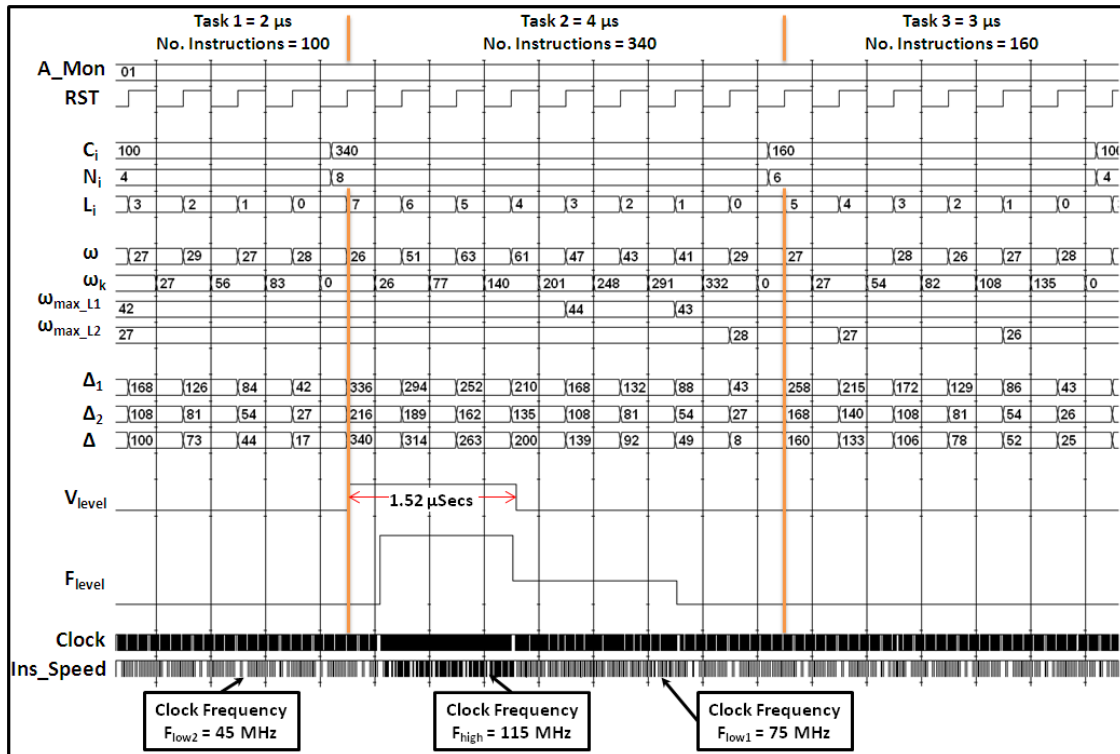 Task 1 = 2 µs Task 2 = 4 µs Task 3 = 3 µs
No. Instructions = 100 No. Instructions = 340 No. Instructions = 160
A_Mon 01
RST
Ci 100 340 160 100
Ni 4 8 6 4
Li 3 2 1 0 7 6 5 4 3 2 1 0 5 4 3 2 1 0
ω 27 29 27 28 26 51 63 61 47 43 41 29 27 28 26 27 28
ωk 27 56 83 0 26 77 140 201 248 291 332 0 27 54 82 108 135 0
ωmax_L1 42 44 43
ωmax_L2 27 28 27 26
Δ1 168 126 84 42 336 294 252 210 168 132 88 43 258 215 172 129 86 43
Δ2 108 81 54 27 216 189 162 135 108 81 54 27 168 140 108 81 54 26
Δ 100 73 44 17 340 314 263 200 139 92 49 8 160 133 106 78 52 25
Vlevel 1.52 µSecs
Flevel
Clock
Ins_Speed
Clock Frequency Clock Frequency Clock Frequency
Flow2 = 45 MHz Fhigh = 115 MHz Flow1 = 75 MHz